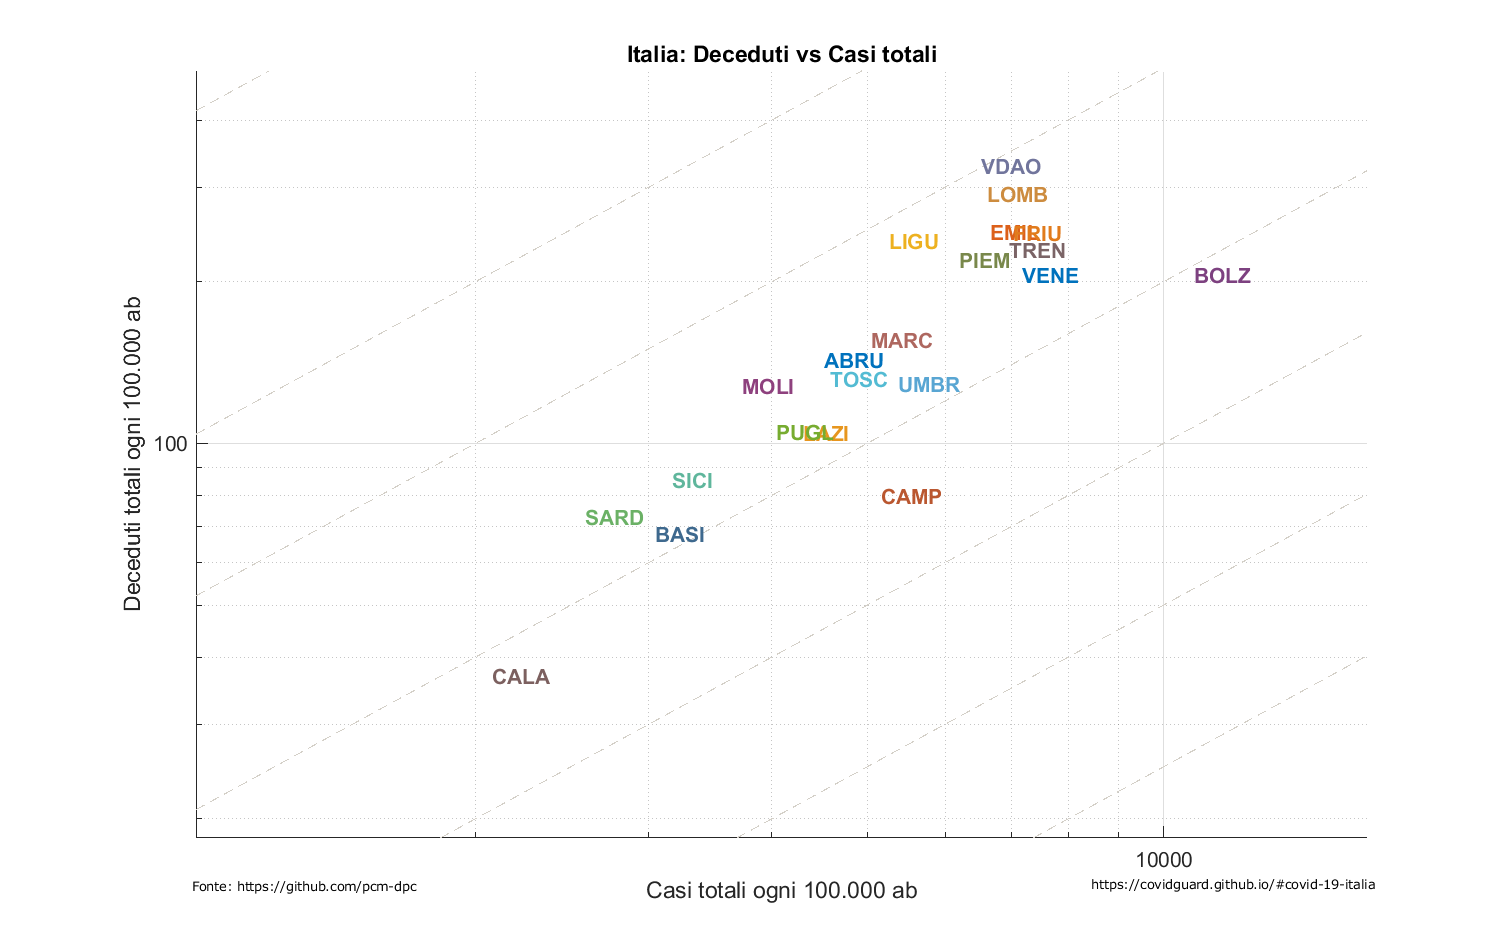 Italia: Deceduti vs Casi totali
VDAO
LOMB
EMIL
FRIU
LIGU
TREN
PIEM
VENE
BOLZ
MARC
ABRU
TOSC
UMBR
MOLI
PUGL
LAZI
SICI
CAMP
SARD
BASI
CALA
Deceduti totali ogni 100.000 ab
100
10000
Casi totali ogni 100.000 ab
Fonte: https://github.com/pcm-dpc
https://covidguard.github.io/#covid-19-italia